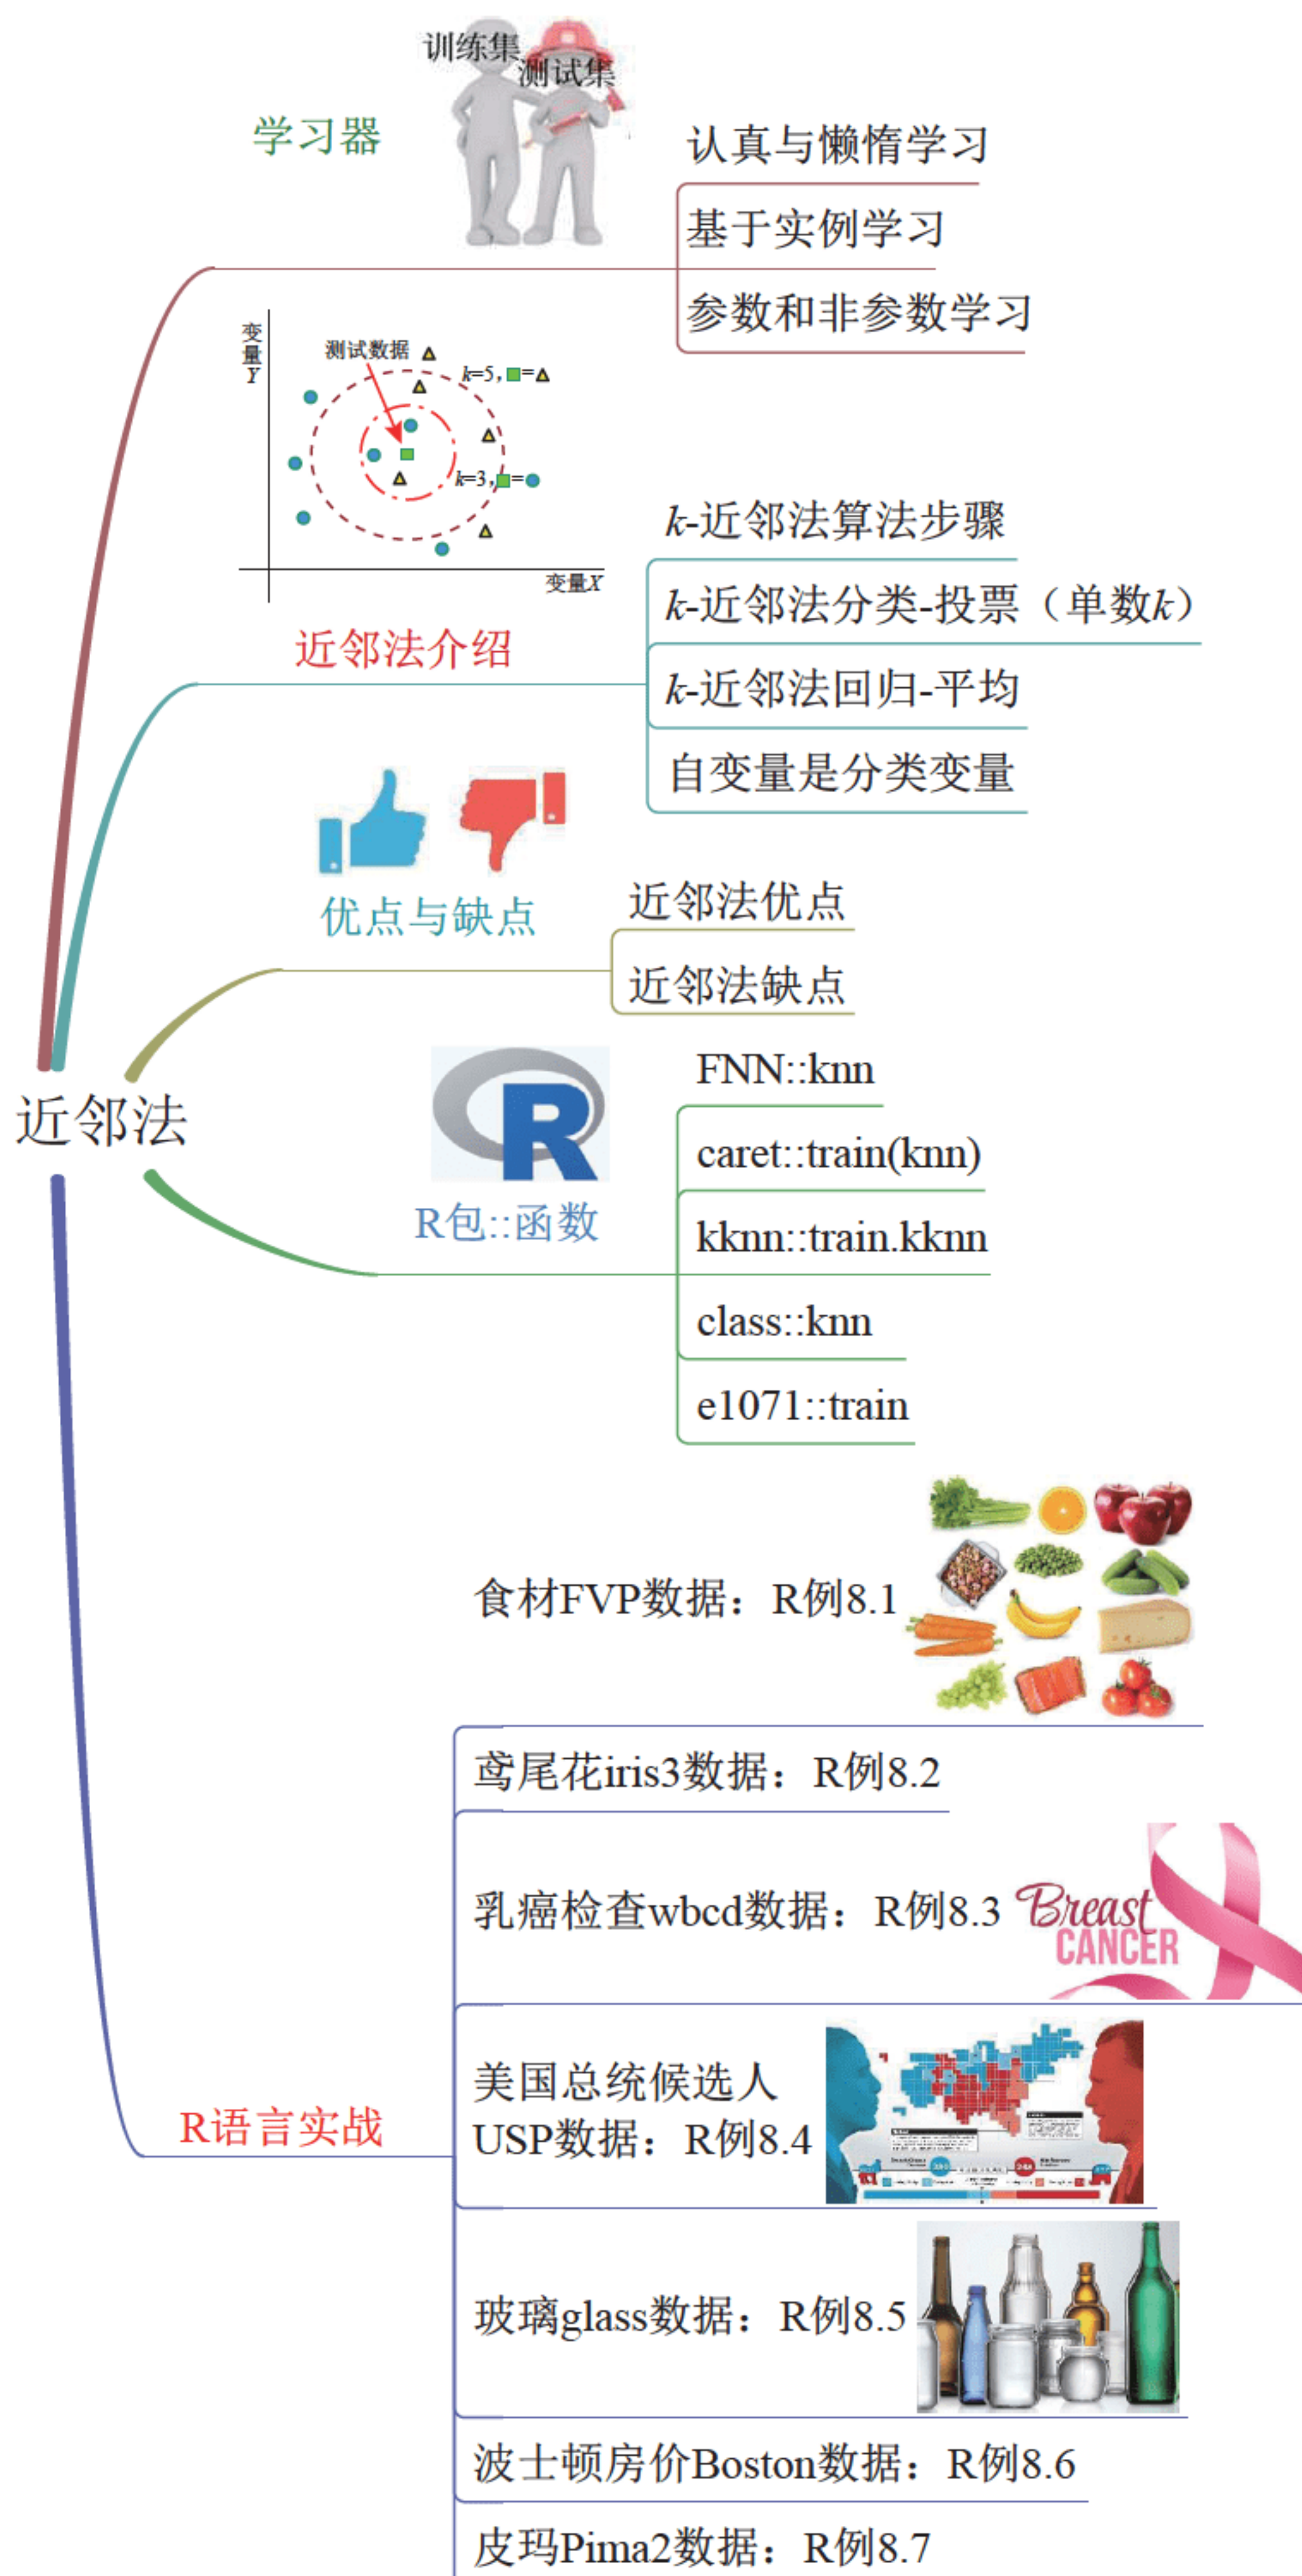 训练集
测试集
学习器
认真与懒惰学习
基于实例学习
参数和非参数学习
变量Y
测试数据
k=5,
=
k=3,
=
变量X
近邻法介绍
k-近邻法算法步骤
k-近邻法分类-投票（单数k）
k-近邻法回归-平均
自变量是分类变量
优点与缺点
近邻法优点
近邻法缺点
近邻法
R
R包::函数
FNN::knn
caret::train(knn)
kknn::train.kknn
class::knn
e1071::train
食材FVP数据：R例8.1
R语言实战
鸢尾花iris3数据：R例8.2
乳癌检查wbcd数据：R例8.3
Breast
CANCER
美国总统候选人
USP数据：R例8.4
玻璃glass数据：R例8.5
波士顿房价Boston数据：R例8.6
皮玛Pima2数据：R例8.7